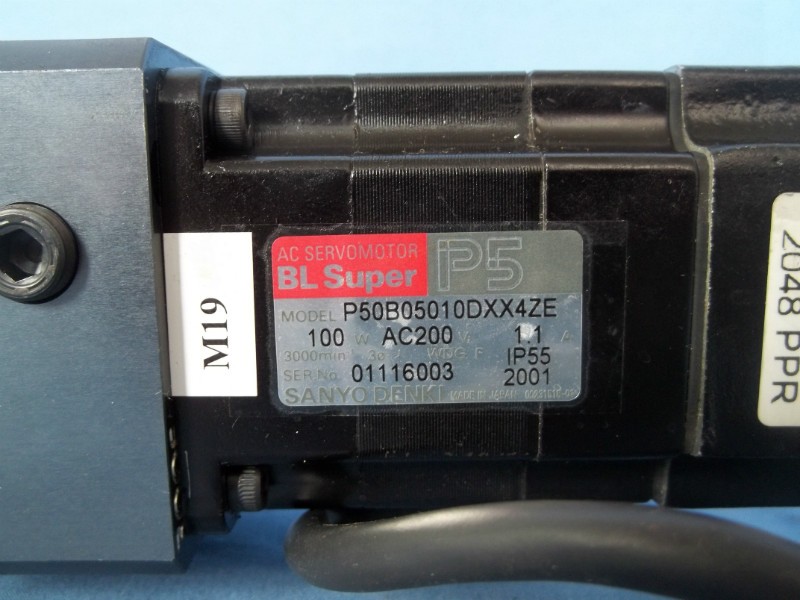 AC SERVOMOTOR
BL Super P5
MODEL P50B05010DXX4ZE
100 W AC200 V 1.1 A
3000min 3ø WDG F IP55
SER No. 01116003 2001
SANYO DENKI MADE IN JAPAN
M19
2048 PPR